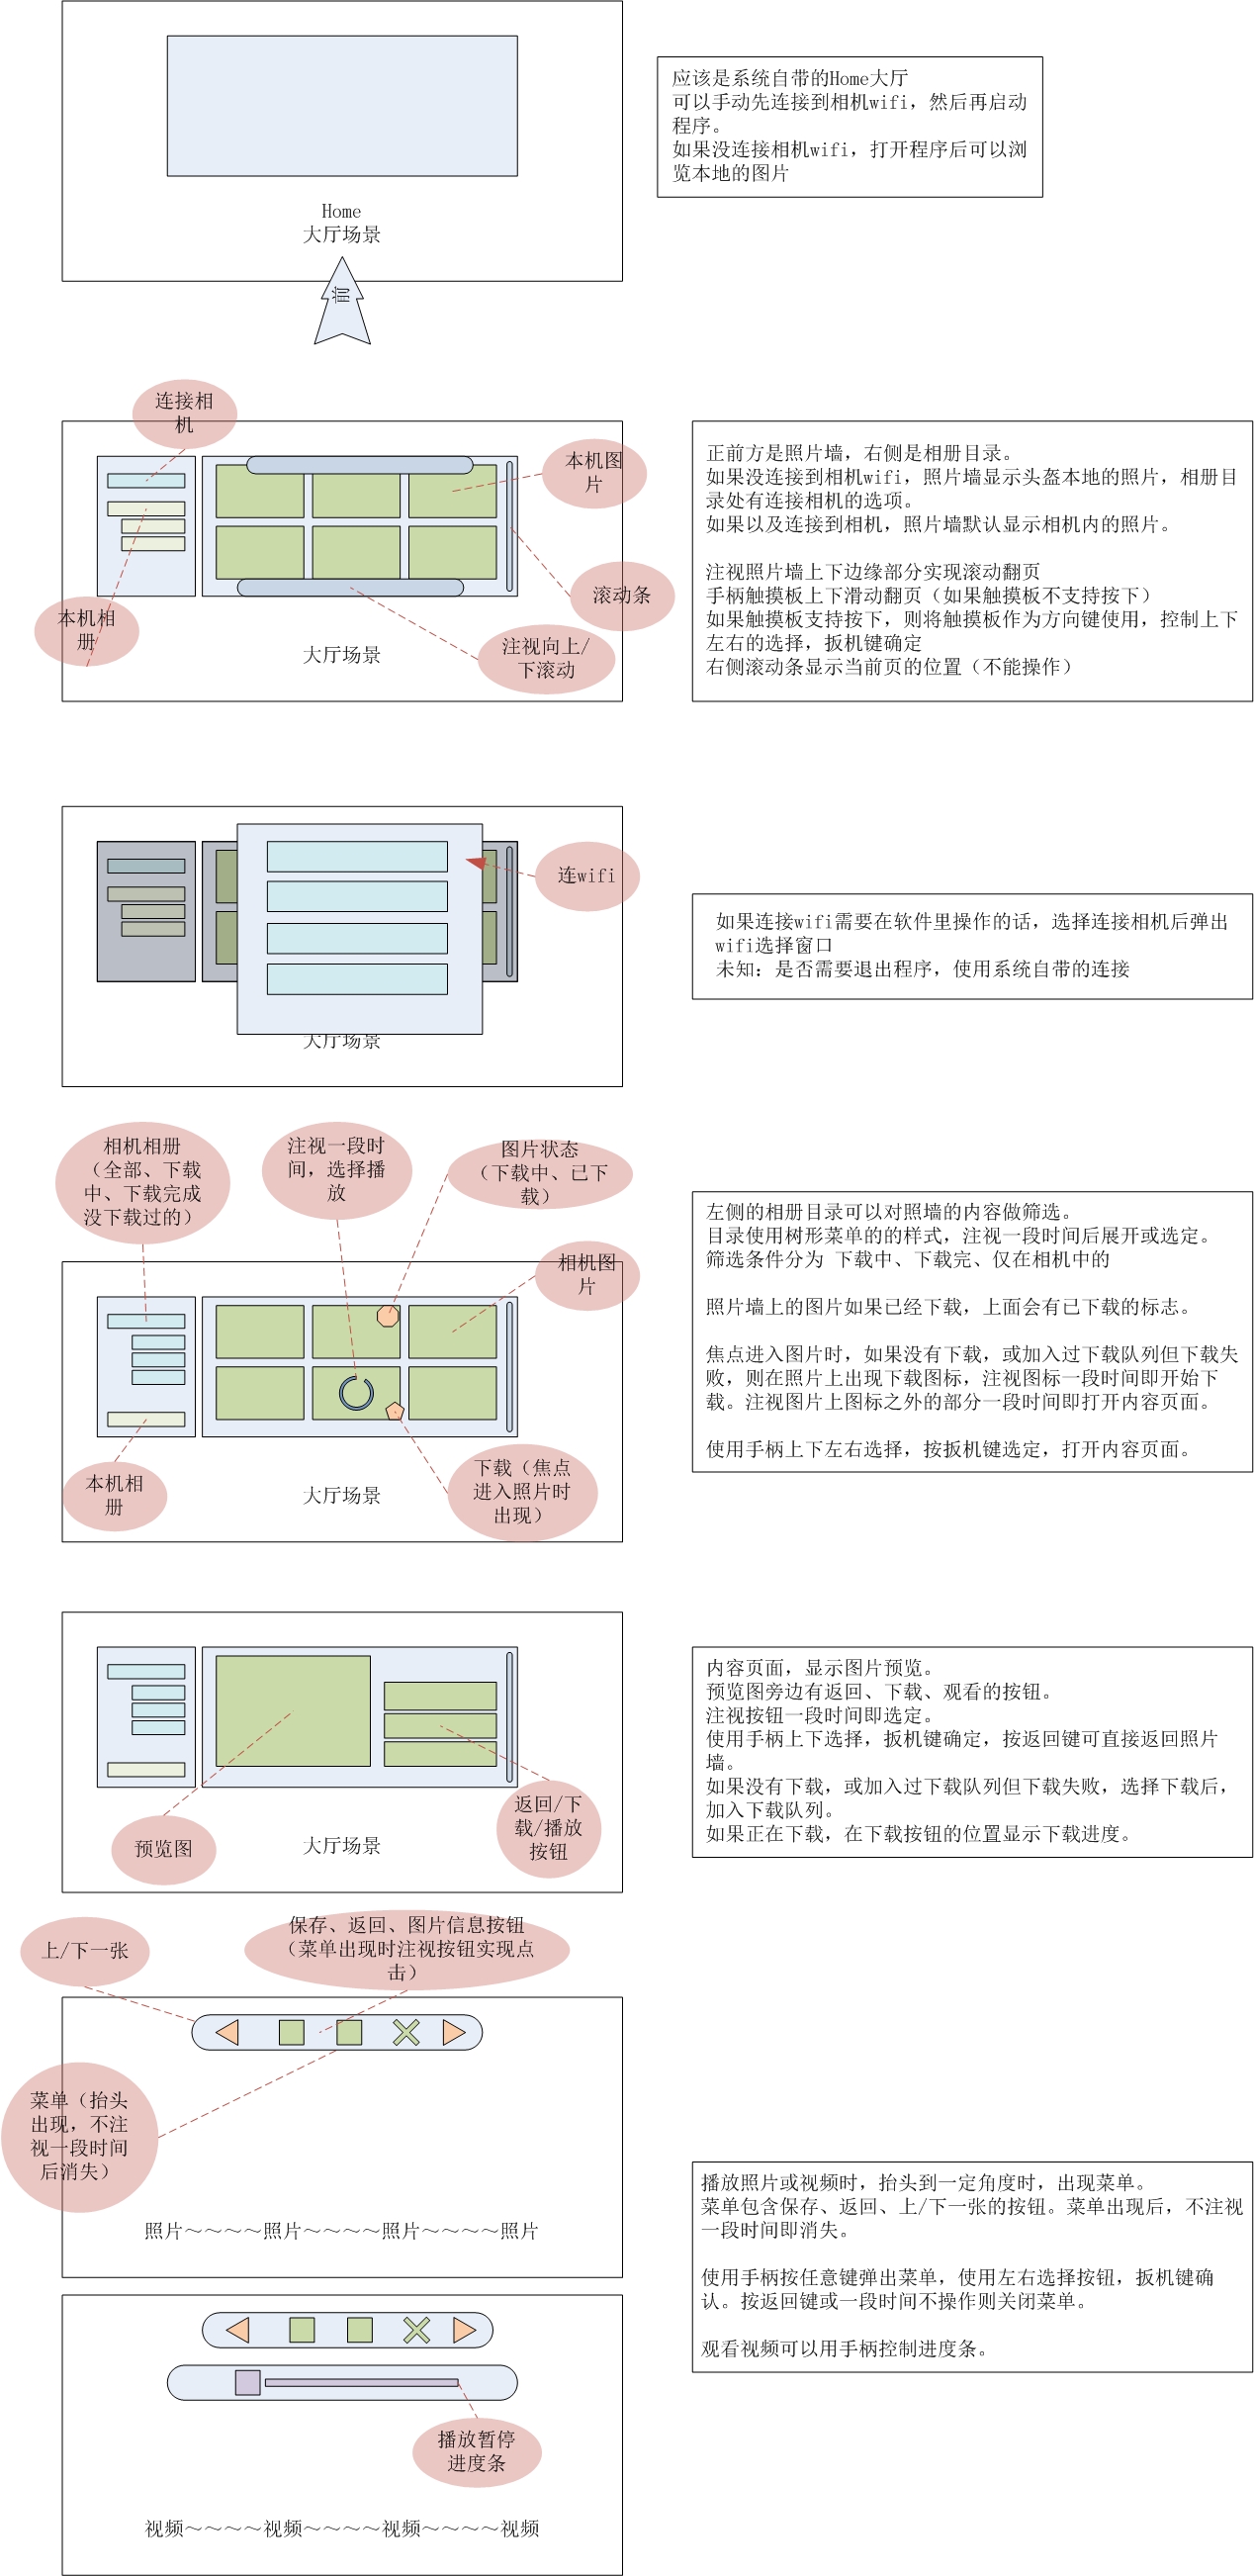 Home
大厅场景
前
应该是系统自带的Home大厅
可以手动先连接到相机wifi，然后再启动
程序。
如果没连接相机wifi，打开程序后可以浏
览本地的图片
连接相
机
本机图
片
本机相
册
滚动条
注视向上/
下滚动
大厅场景
正前方是照片墙，右侧是相册目录。
如果没连接到相机wifi，照片墙显示头盔本地的照片，相册目
录处有连接相机的选项。
如果以及连接到相机，照片墙默认显示相机内的照片。
注视照片墙上下边缘部分实现滚动翻页
手柄触摸板上下滑动翻页（如果触摸板不支持按下）
如果触摸板支持按下，则将触摸板作为方向键使用，控制上下
左右的选择，扳机键确定
右侧滚动条显示当前页的位置（不能操作）
连wifi
大厅场景
如果连接wifi需要在软件里操作的话，选择连接相机后弹出
wifi选择窗口
未知：是否需要退出程序，使用系统自带的连接
相机相册
（全部、下载
中、下载完成
没下载过的）
注视一段时
间，选择播
放
图片状态
（下载中、已下
载）
相机图
片
本机相
册
下载（焦点
进入照片时
出现）
大厅场景
左侧的相册目录可以对照墙的内容做筛选。
目录使用树形菜单的的样式，注视一段时间后展开或选定。
筛选条件分为 下载中、下载完、仅在相机中的
照片墙上的图片如果已经下载，上面会有已下载的标志。
焦点进入图片时，如果没有下载，或加入过下载队列但下载失
败，则在照片上出现下载图标，注视图标一段时间即开始下
载。注视图片上图标之外的部分一段时间即打开内容页面。
使用手柄上下左右选择，按扳机键选定，打开内容页面。
预览图
返回/下
载/播放
按钮
大厅场景
内容页面，显示图片预览。
预览图旁边有返回、下载、观看的按钮。
注视按钮一段时间即选定。
使用手柄上下选择，扳机键确定，按返回键可直接返回照片
墙。
如果没有下载，或加入过下载队列但下载失败，选择下载后，
加入下载队列。
如果正在下载，在下载按钮的位置显示下载进度。
上/下一张
保存、返回、图片信息按钮
（菜单出现时注视按钮实现点
击）
菜单（抬头
出现，不注
视一段时间
后消失）
照片～～～～照片～～～～照片～～～～照片
播放照片或视频时，抬头到一定角度时，出现菜单。
菜单包含保存、返回、上/下一张的按钮。菜单出现后，不注视
一段时间即消失。
使用手柄按任意键弹出菜单，使用左右选择按钮，扳机键确
认。按返回键或一段时间不操作则关闭菜单。
观看视频可以用手柄控制进度条。
播放暂停
进度条
视频～～～～视频～～～～视频～～～～视频